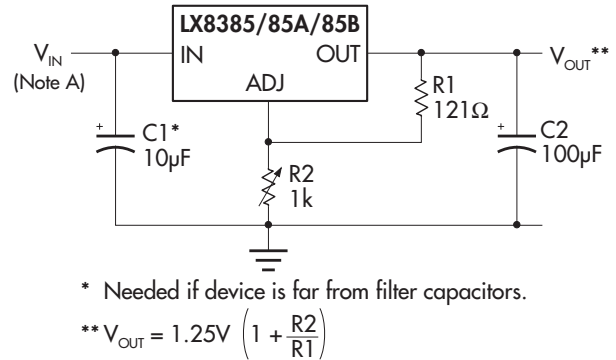 LX8385/85A/85B
V_IN
(Note A)
IN
OUT
ADJ
V_OUT **
R1
121Ω
C1*
10µF
C2
100µF
R2
1k
* Needed if device is far from filter capacitors.
** V_OUT = 1.25V (1 + R2/R1)